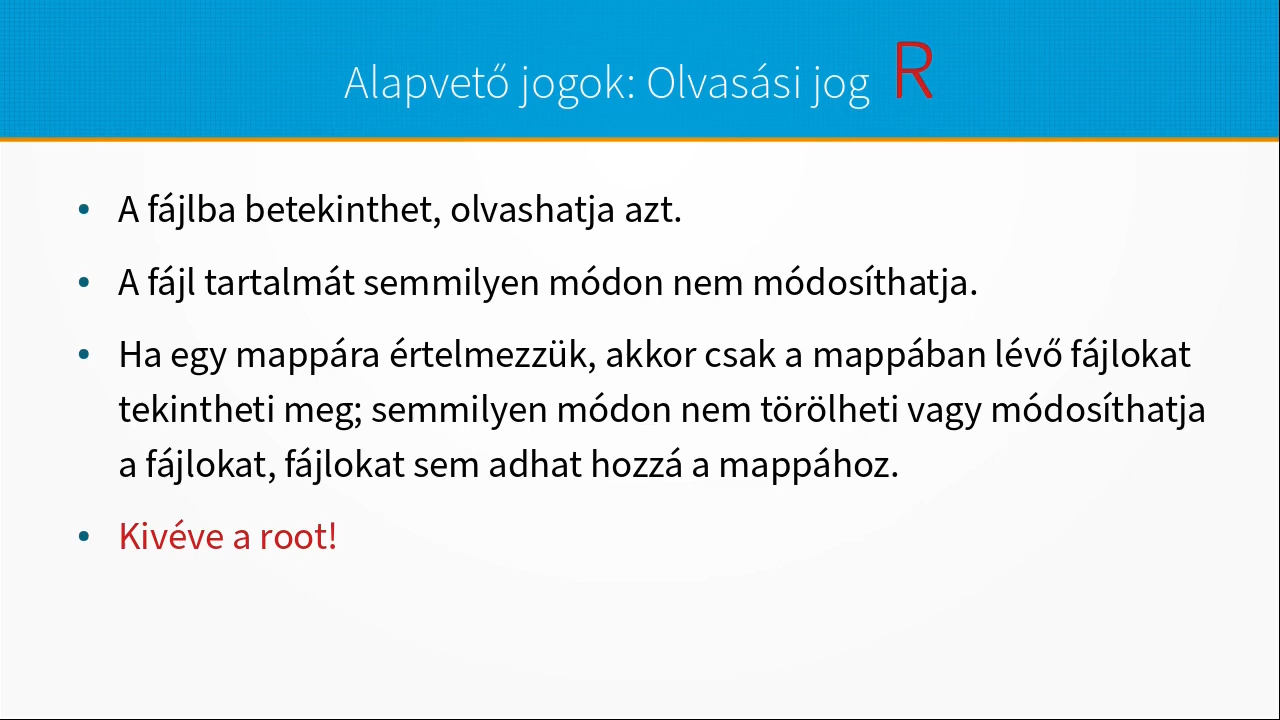 Alapvető jogok: Olvasási jog R
• A fájlba betekinthet, olvashatja azt.
• A fájl tartalmát semmilyen módon nem módosíthatja.
• Ha egy mappára értelmezzük, akkor csak a mappában lévő fájlokat
tekintheti meg; semmilyen módon nem törölheti vagy módosíthatja
a fájlokat, fájlokat sem adhat hozzá a mappához.
• Kivéve a root!